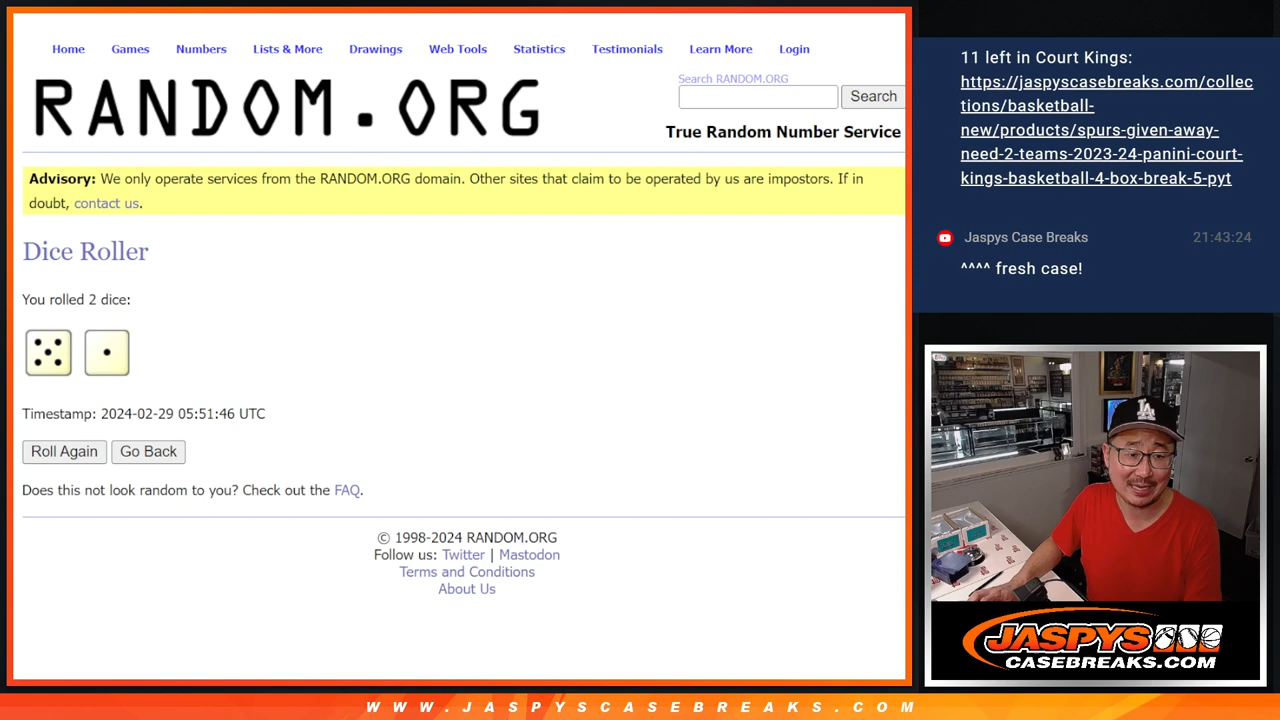 Home Games Numbers Lists & More Drawings Web Tools Statistics Testimonials Learn More Login
RANDOM.ORG
Search RANDOM.ORG
Search
True Random Number Service
Advisory: We only operate services from the RANDOM.ORG domain. Other sites that claim to be operated by us are impostors. If in
doubt, contact us.
Dice Roller
You rolled 2 dice:
Timestamp: 2024-02-29 05:51:46 UTC
Roll Again Go Back
Does this not look random to you? Check out the FAQ.
© 1998-2024 RANDOM.ORG
Follow us: Twitter | Mastodon
Terms and Conditions
About Us
11 left in Court Kings:
https://jaspyscasebreaks.com/collec
tions/basketball-
new/products/spurs-given-away-
need-2-teams-2023-24-panini-court-
kings-basketball-4-box-break-5-pyt
Jaspys Case Breaks 21:43:24
^^^^ fresh case!
LA
JASPYS
CASEBREAKS.COM
WWW.JASPYSCASEBREAKS.COM